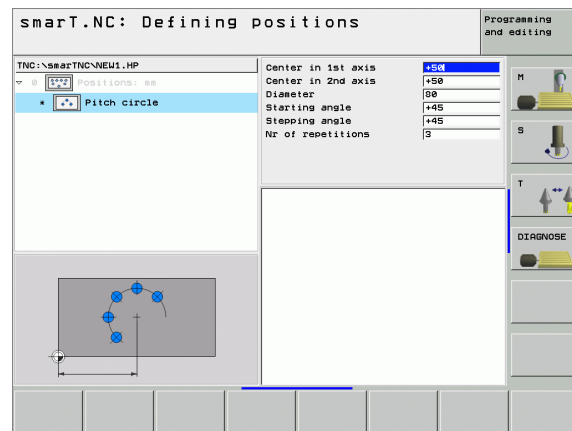 smarT.NC: Defining positions
Programming
and editing
TNC:\smarTNC\NEW1.HP
0 Positions: mm
* Pitch circle
Center in 1st axis +50
Center in 2nd axis +50
Diameter 80
Starting angle +45
Stepping angle +45
Nr of repetitions 3
M
S
T
DIAGNOSE